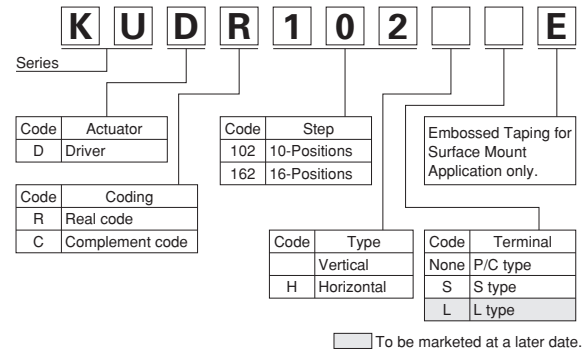 K U D R 1 0 2 E
Series
Code Actuator
D Driver
Code Coding
R Real code
C Complement code
Code Step
102 10-Positions
162 16-Positions
Code Type
Vertical
H Horizontal
Embossed Taping for
Surface Mount
Application only.
Code Terminal
None P/C type
S S type
L L type
To be marketed at a later date.